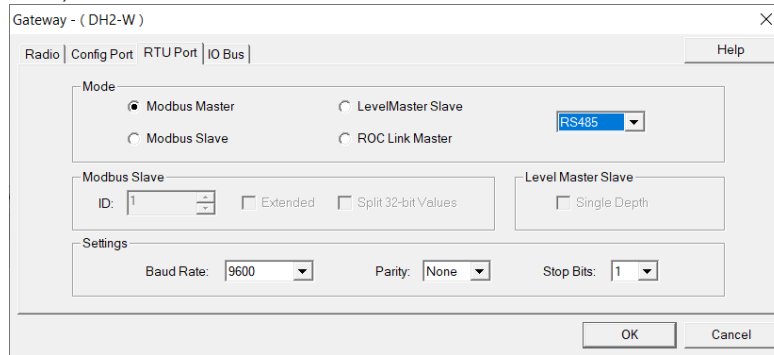 Gateway - ( DH2-W )
Radio Config Port RTU Port IO Bus Help
Mode
Modbus Master LevelMaster Slave RS485
Modbus Slave ROC Link Master
Modbus Slave Level Master Slave
ID: 1 Extended Split 32-bit Values Single Depth
Settings
Baud Rate: 9600 Parity: None Stop Bits: 1
OK Cancel